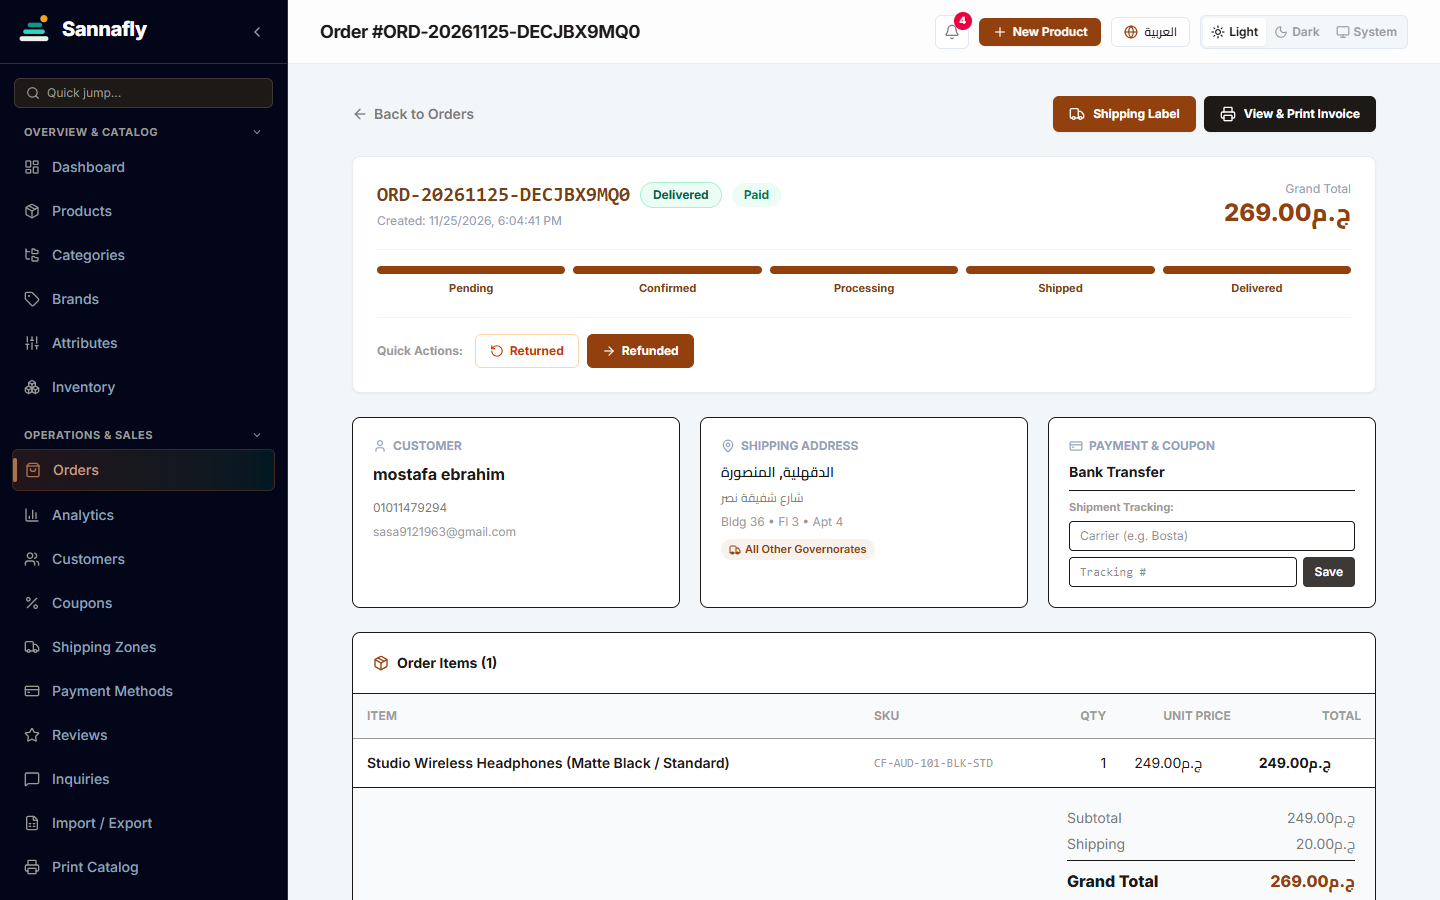 Sannafly
Quick jump...
OVERVIEW & CATALOG
Dashboard
Products
Categories
Brands
Attributes
Inventory
OPERATIONS & SALES
Orders
Analytics
Customers
Coupons
Shipping Zones
Payment Methods
Reviews
Inquiries
Import / Export
Print Catalog
Order #ORD-20261125-DECJBX9MQ0
4
New Product
العربية
Light
Dark
System
Back to Orders
Shipping Label
View & Print Invoice
ORD-20261125-DECJBX9MQ0
Delivered
Paid
Created: 11/25/2026, 6:04:41 PM
Grand Total
269.00ج.م
Pending
Confirmed
Processing
Shipped
Delivered
Quick Actions:
Returned
Refunded
CUSTOMER
mostafa ebrahim
01011479294
sasa9121963@gmail.com
SHIPPING ADDRESS
الدقهلية, المنصورة
شارع شفيقة نصر
Bldg 36 • Fl 3 • Apt 4
All Other Governorates
PAYMENT & COUPON
Bank Transfer
Shipment Tracking:
Carrier (e.g. Bosta)
Tracking #
Save
Order Items (1)
ITEM SKU QTY UNIT PRICE TOTAL
Studio Wireless Headphones (Matte Black / Standard) CF-AUD-101-BLK-STD 1 249.00ج.م 249.00ج.م
Subtotal 249.00ج.م
Shipping 20.00ج.م
Grand Total 269.00ج.م